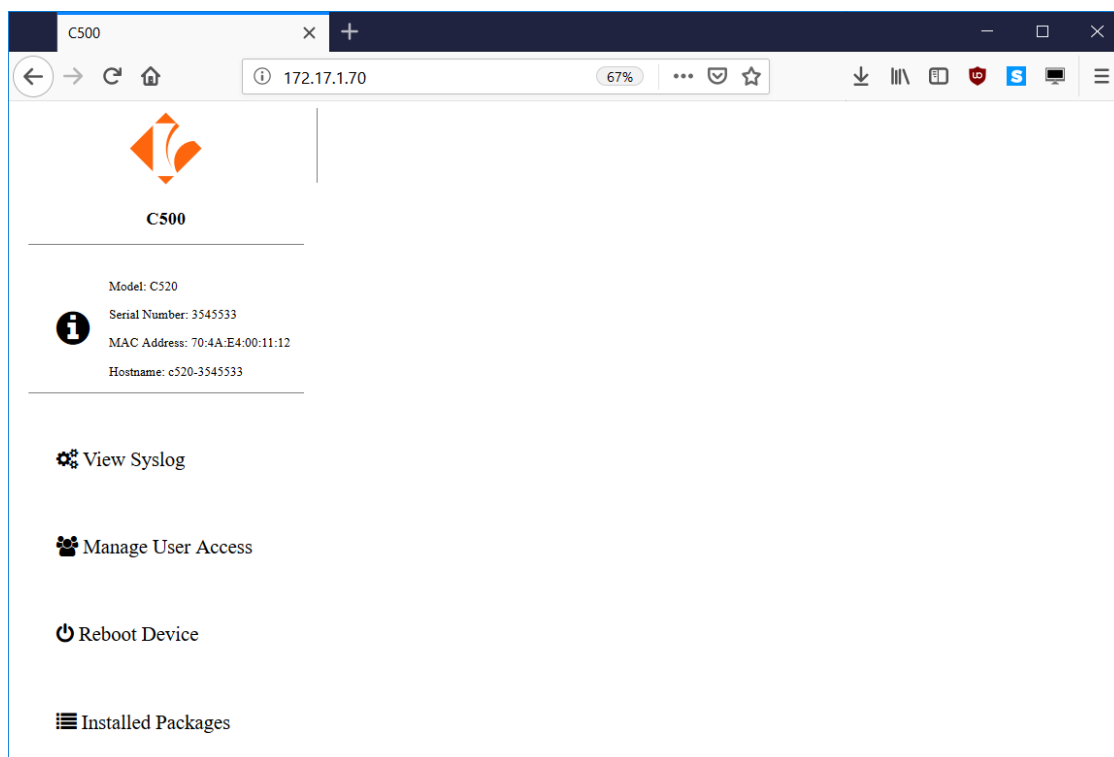 C500
172.17.1.70
67%
C500
Model: C520
Serial Number: 3545533
MAC Address: 70:4A:E4:00:11:12
Hostname: c520-3545533
View Syslog
Manage User Access
Reboot Device
Installed Packages